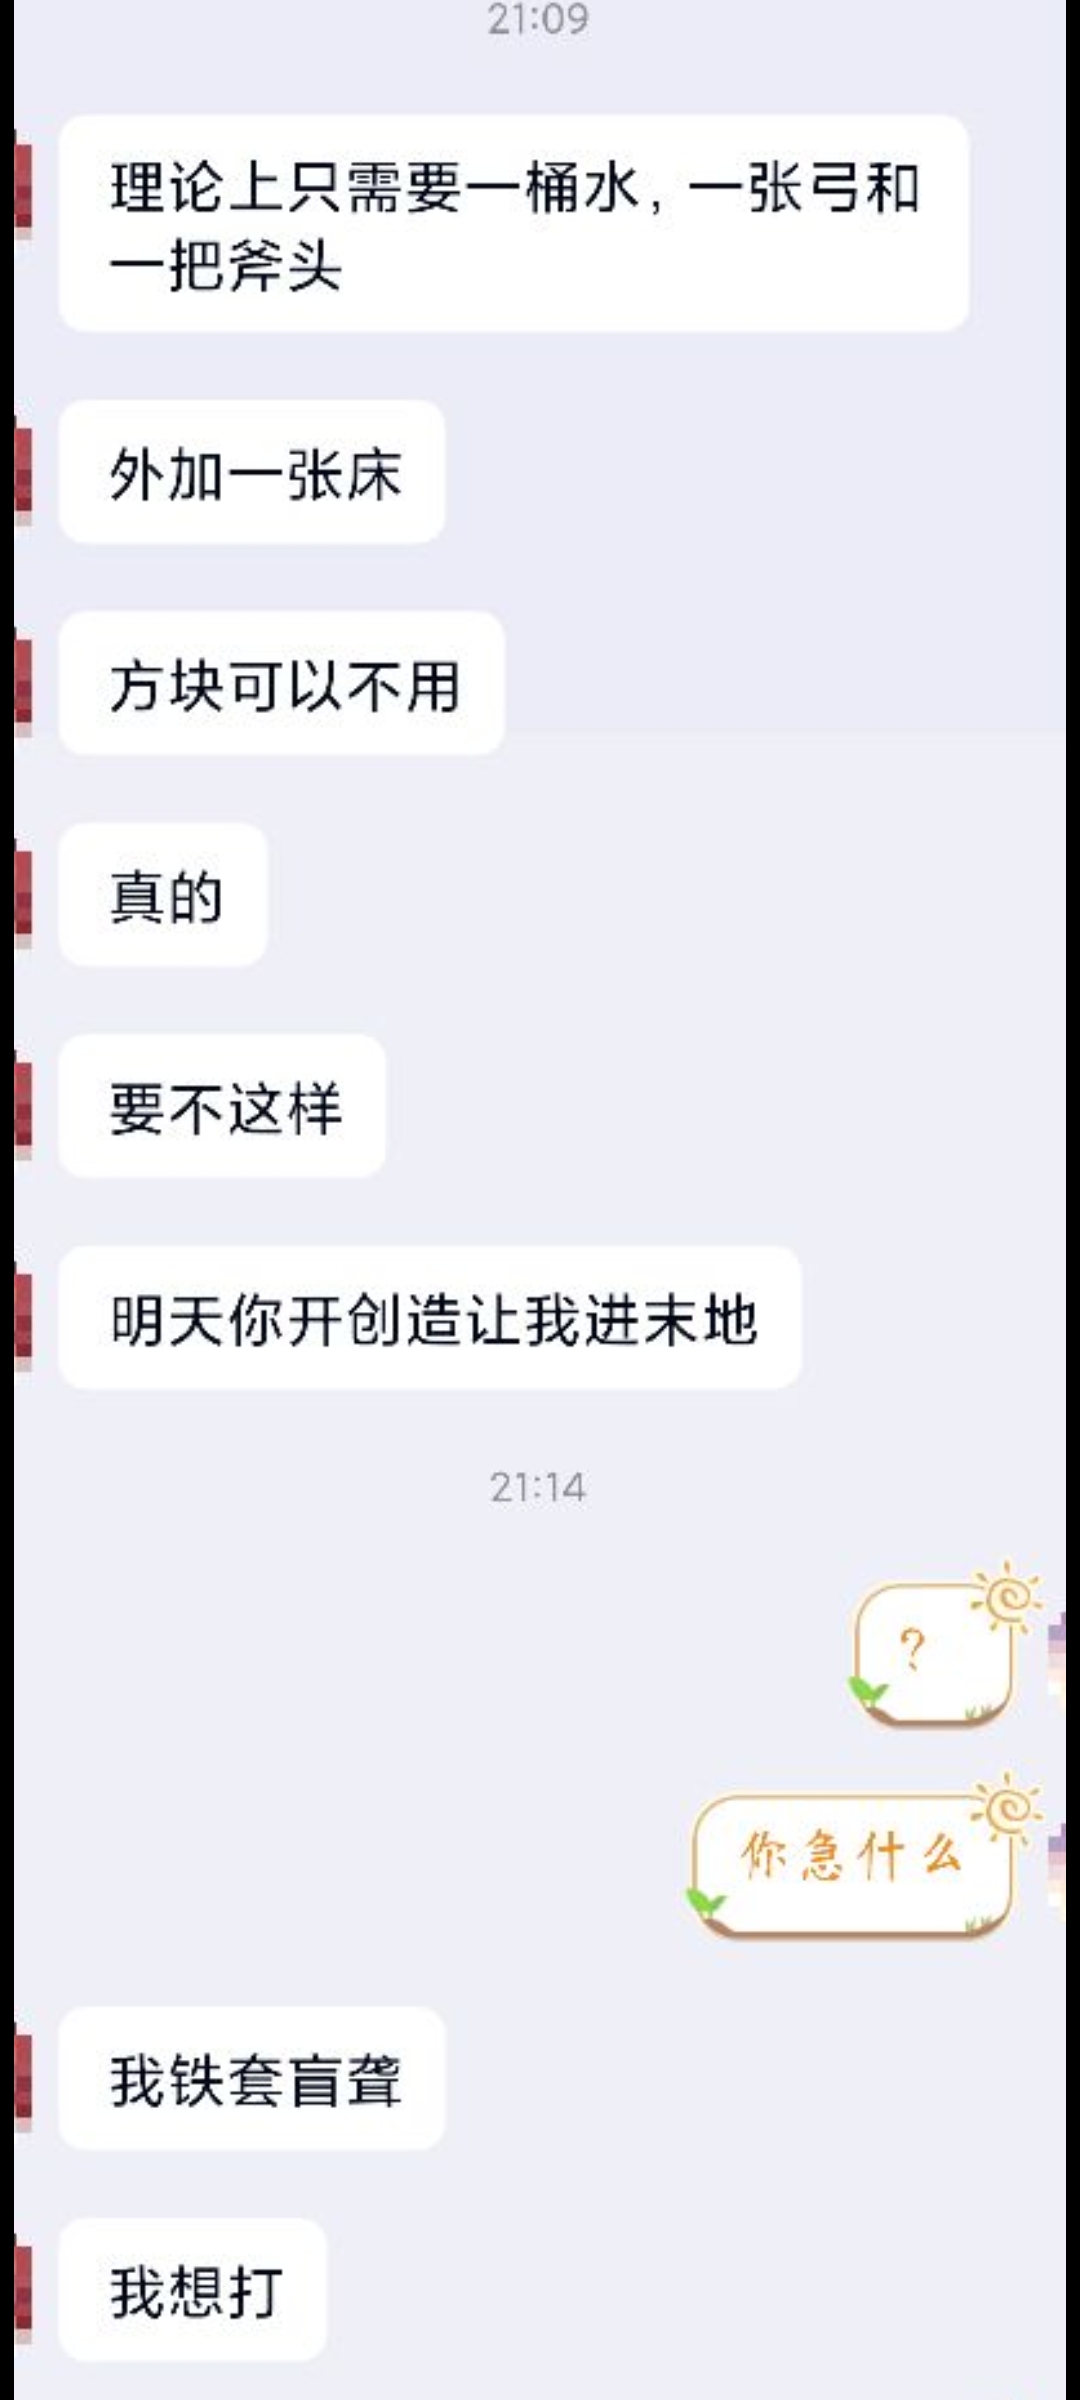 21:09
理论上只需要一桶水，一张弓和
一把斧头
外加一张床
方块可以不用
真的
要不这样
明天你开创造让我进末地
21:14
？
你急什么
我铁套盲聋
我想打